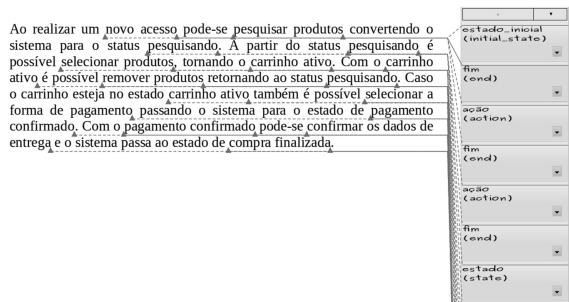 Ao realizar um novo acesso pode-se pesquisar produtos convertendo o
sistema para o status pesquisando. A partir do status pesquisando é
possível selecionar produtos, tornando o carrinho ativo. Com o carrinho
ativo é possível remover produtos retornando ao status pesquisando. Caso
o carrinho esteja no estado carrinho ativo também é possível selecionar a
forma de pagamento passando o sistema para o estado de pagamento
confirmado. Com o pagamento confirmado pode-se confirmar os dados de
entrega e o sistema passa ao estado de compra finalizada.
estado_inicial
(initial_state)
fim
(end)
ação
(action)
fim
(end)
ação
(action)
fim
(end)
estado
(state)